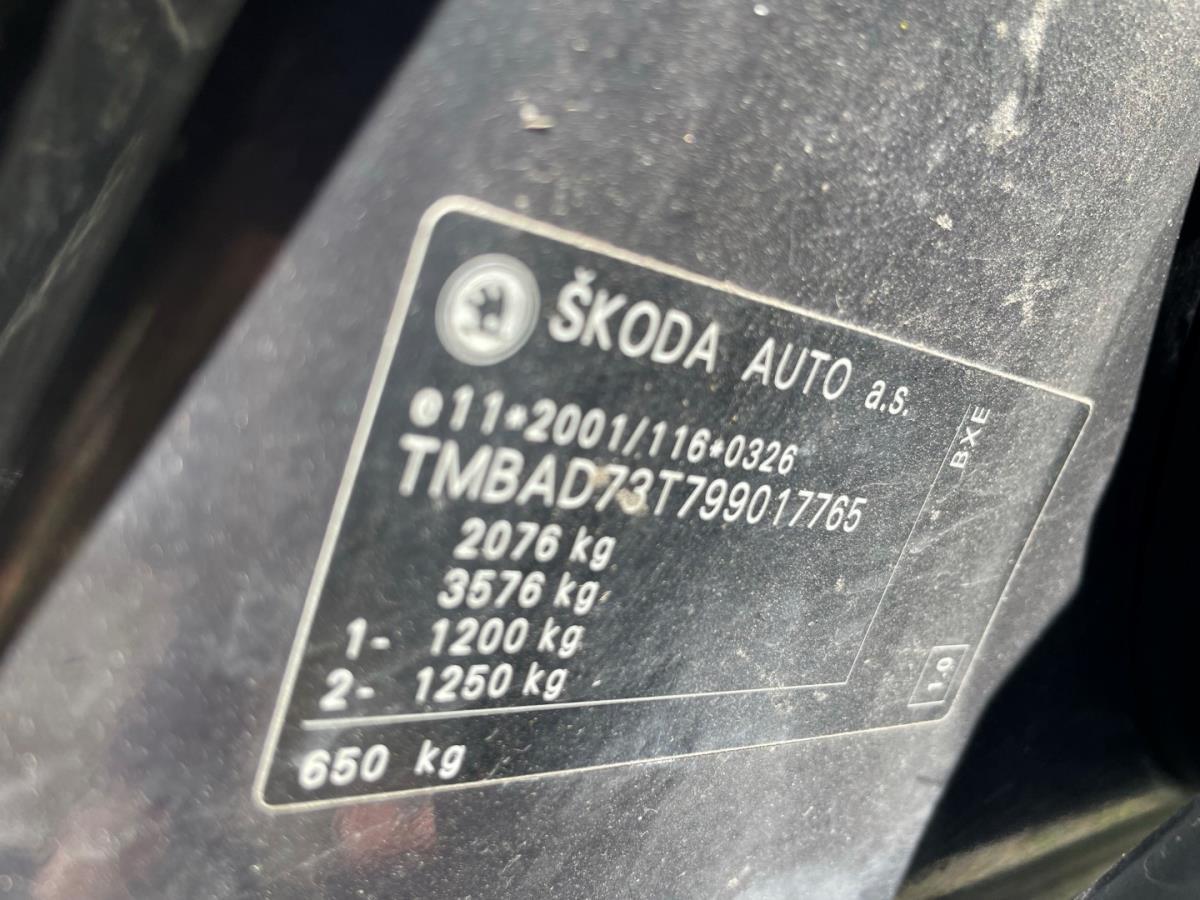 ŠKODA AUTO a.s.
e11*2001/116*0326
TMBAD73T799017765
2076 kg
3576 kg
1- 1200 kg
2- 1250 kg
650 kg
BXE
1.0